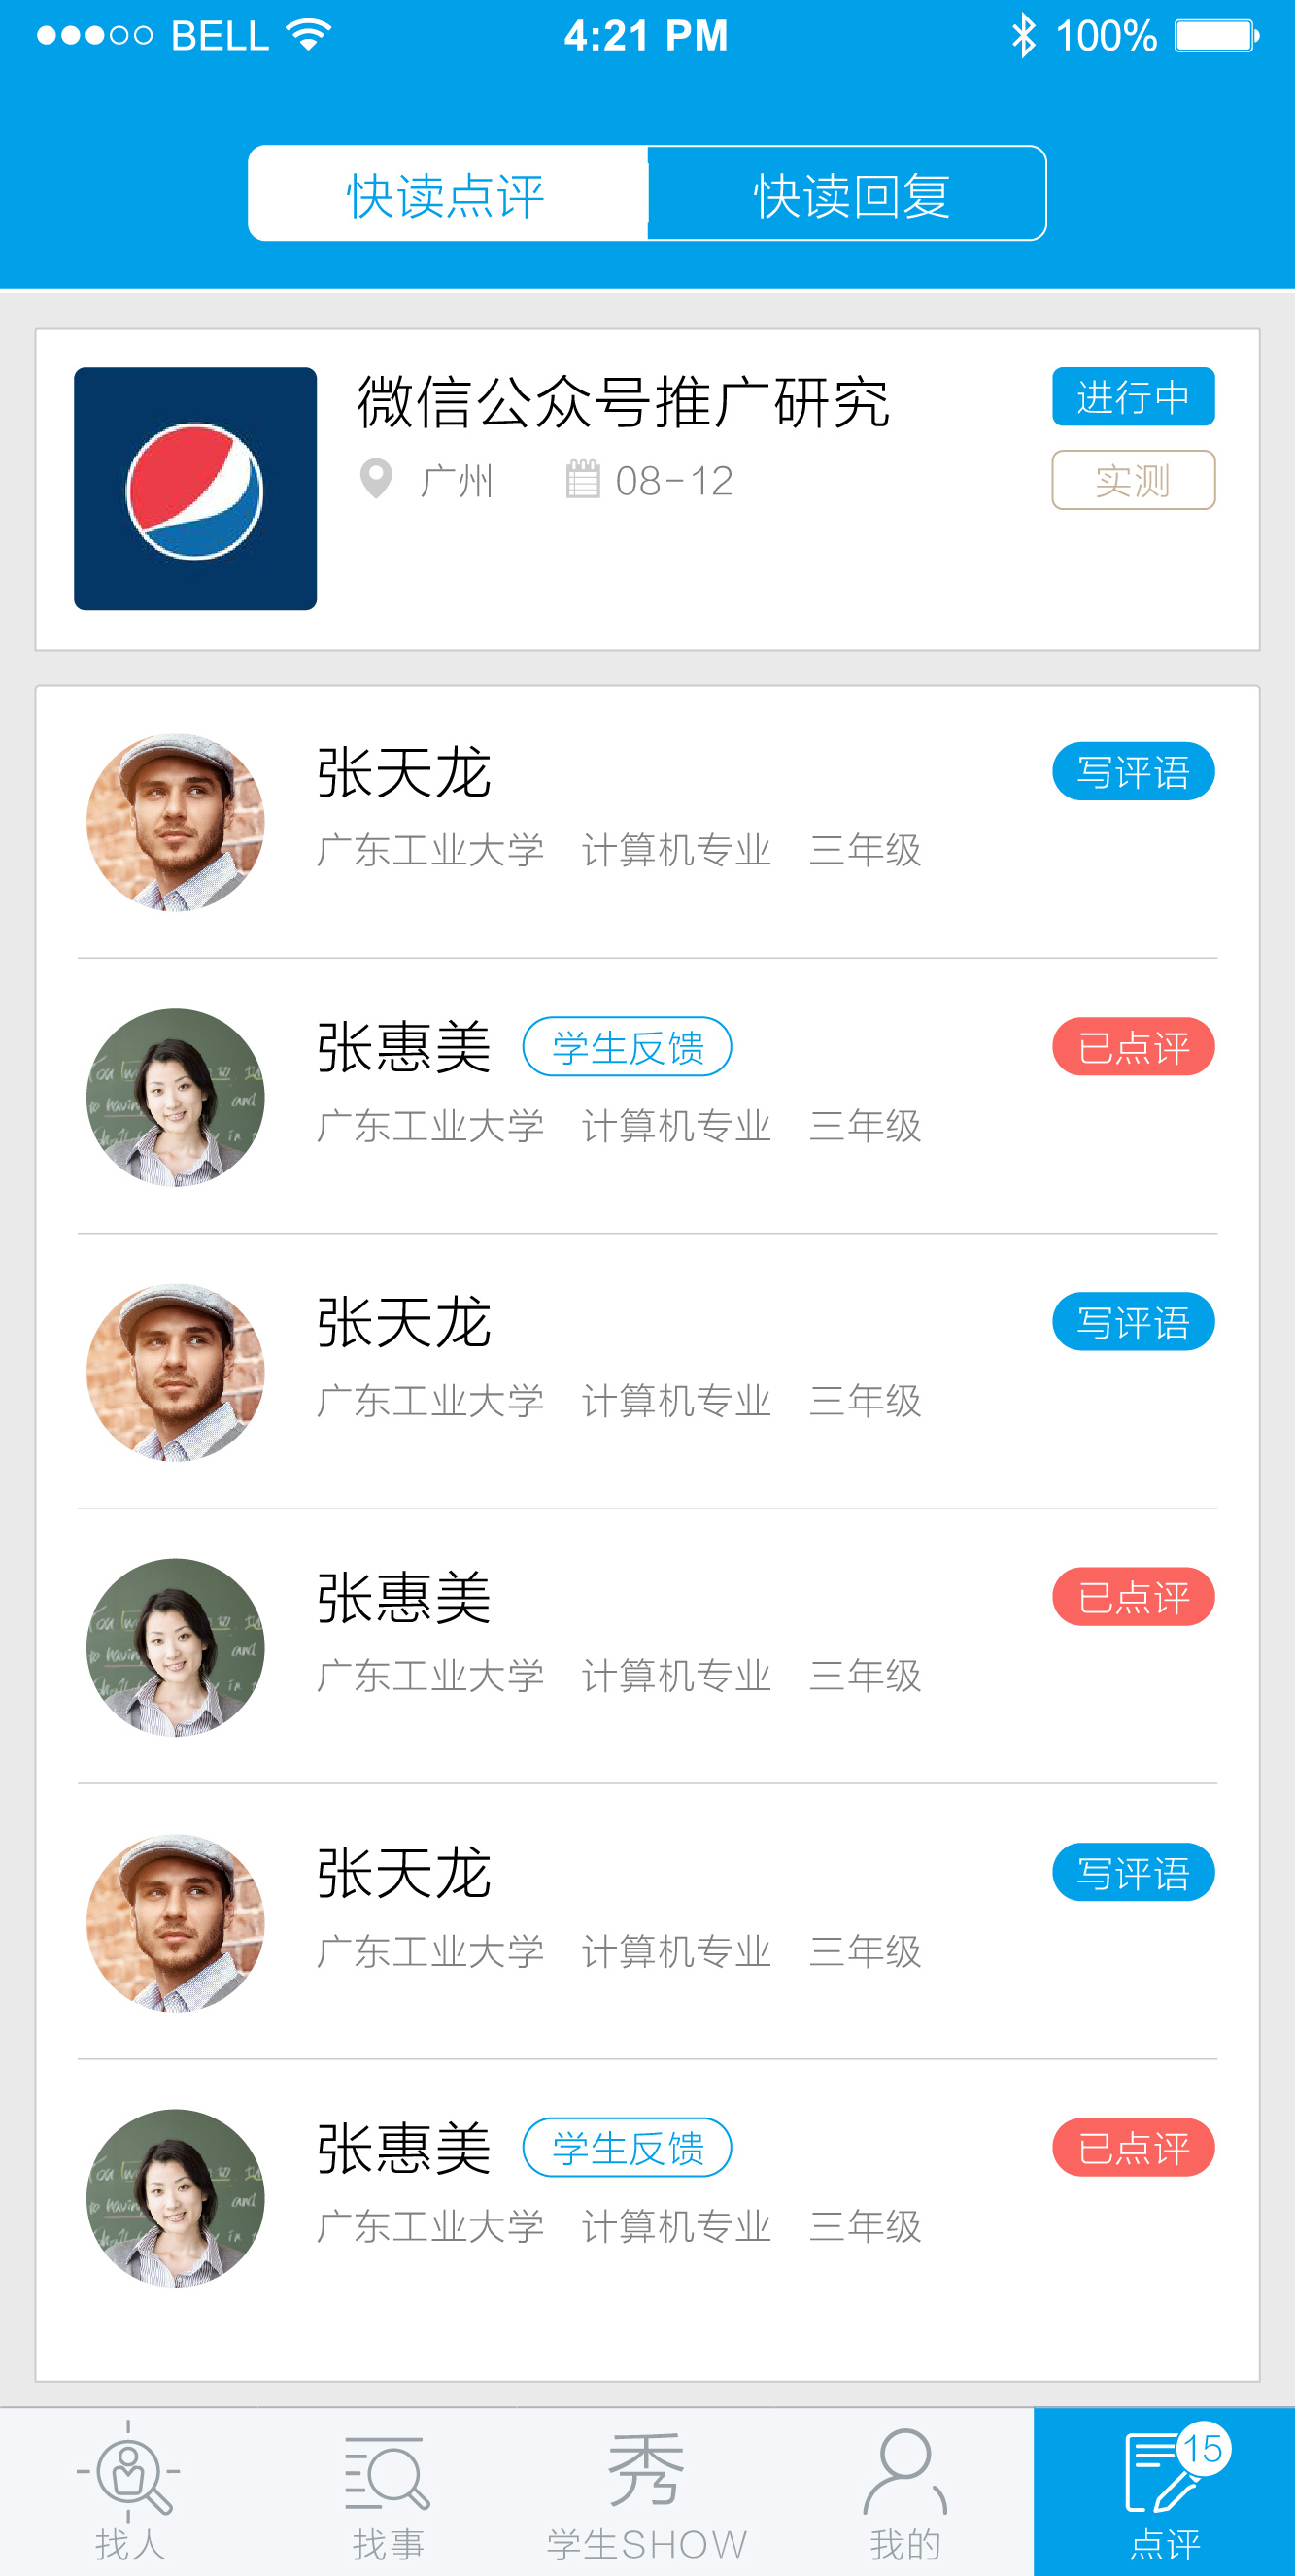 BELL 4:21 PM 100%
快读点评 快读回复
微信公众号推广研究 进行中
广州 08-12 实测
张天龙 写评语
广东工业大学 计算机专业 三年级
张惠美 学生反馈 已点评
广东工业大学 计算机专业 三年级
张天龙 写评语
广东工业大学 计算机专业 三年级
张惠美 已点评
广东工业大学 计算机专业 三年级
张天龙 写评语
广东工业大学 计算机专业 三年级
张惠美 学生反馈 已点评
广东工业大学 计算机专业 三年级
秀 15
找人 找事 学生SHOW 我的 点评